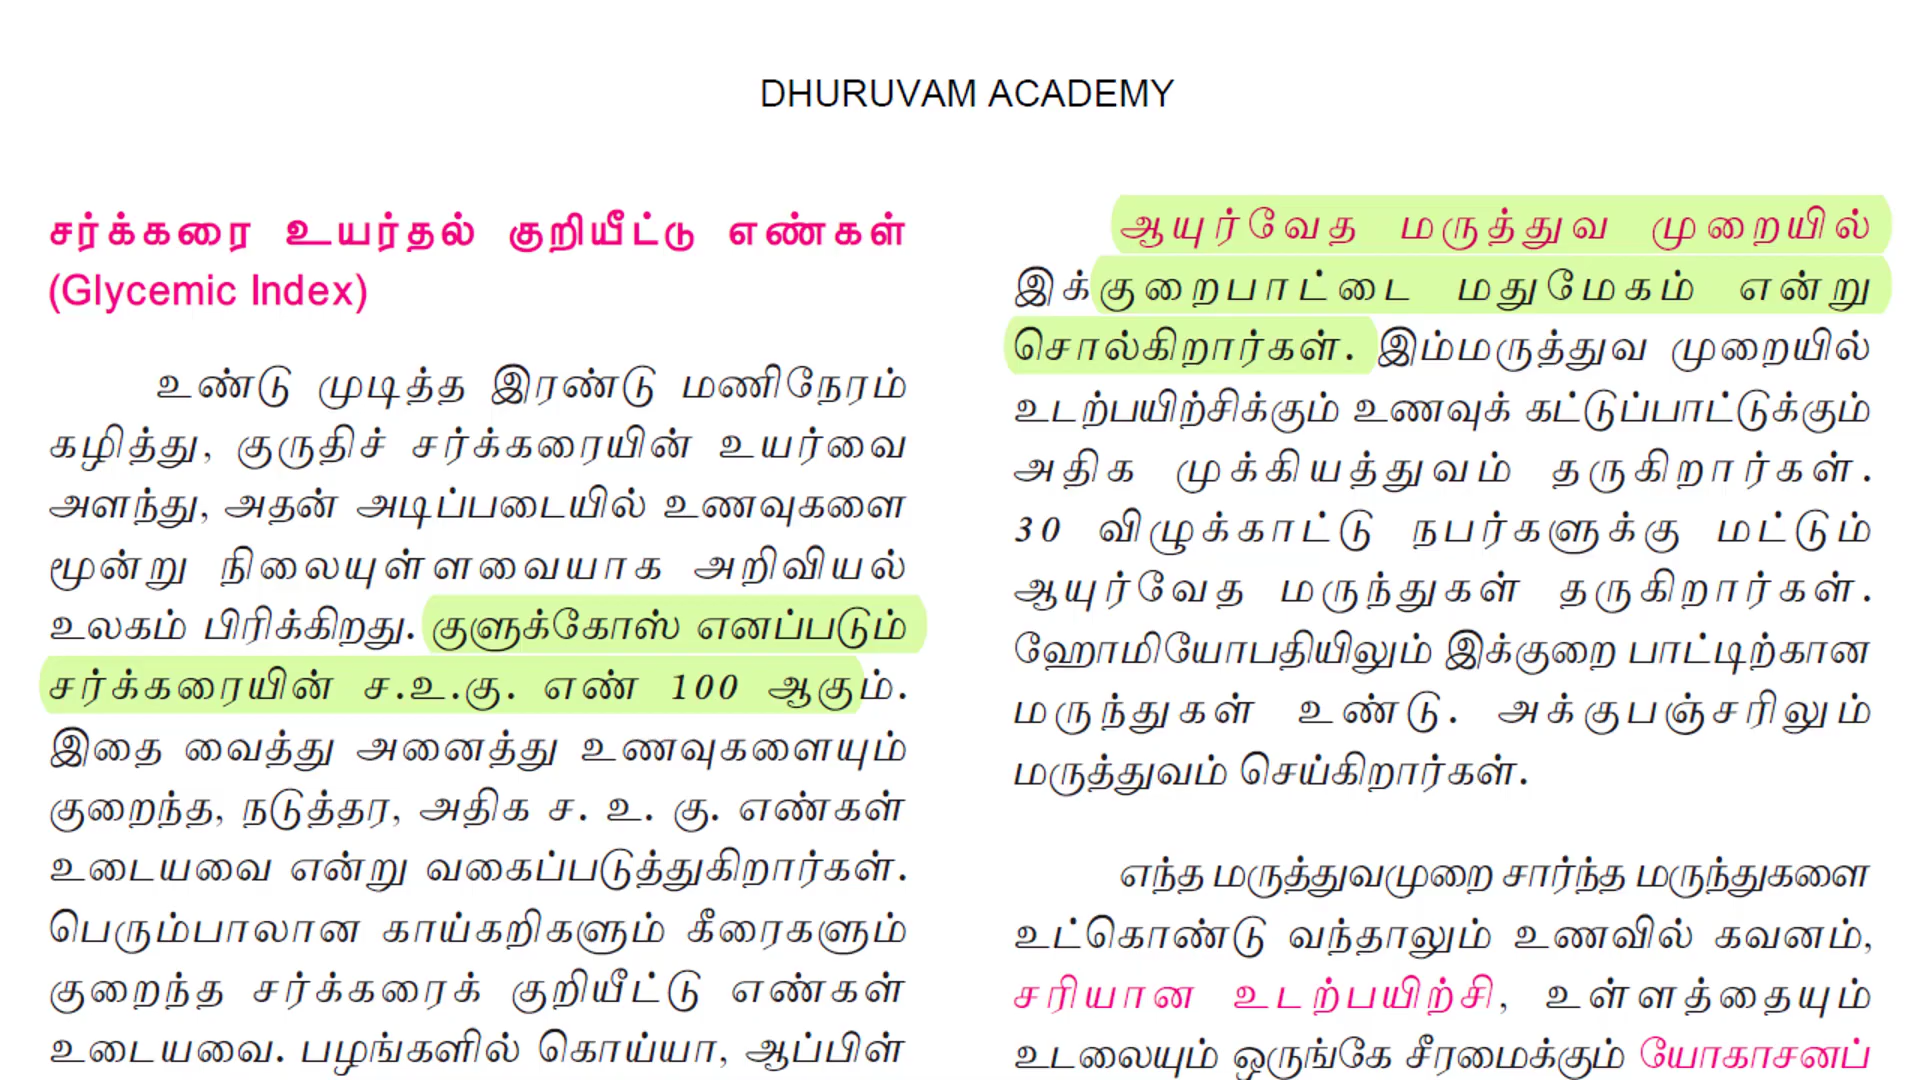 DHURUVAM ACADEMY
சர்க்கரை உயர்தல் குறியீட்டு எண்கள்
(Glycemic Index)
உண்டு முடித்த இரண்டு மணிநேரம்
கழித்து, குருதிச் சர்க்கரையின் உயர்வை
அளந்து, அதன் அடிப்படையில் உணவுகளை
மூன்று நிலையுள்ளவையாக அறிவியல்
உலகம் பிரிக்கிறது. குளுக்கோஸ் எனப்படும்
சர்க்கரையின் ச.உ.கு. எண் 100 ஆகும்.
இதை வைத்து அனைத்து உணவுகளையும்
குறைந்த, நடுத்தர, அதிக ச. உ. கு. எண்கள்
உடையவை என்று வகைப்படுத்துகிறார்கள்.
பெரும்பாலான காய்கறிகளும் கீரைகளும்
குறைந்த சர்க்கரைக் குறியீட்டு எண்கள்
உடையவை. பழங்களில் கொய்யா, ஆப்பிள்
ஆயுர்வேத மருத்துவ முறையில்
இக்குறைபாட்டை மதுமேகம் என்று
சொல்கிறார்கள். இம்மருத்துவ முறையில்
உடற்பயிற்சிக்கும் உணவுக் கட்டுப்பாட்டுக்கும்
அதிக முக்கியத்துவம் தருகிறார்கள்.
30 விழுக்காட்டு நபர்களுக்கு மட்டும்
ஆயுர்வேத மருந்துகள் தருகிறார்கள்.
ஹோமியோபதியிலும் இக்குறை பாட்டிற்கான
மருந்துகள் உண்டு. அக்குபஞ்சரிலும்
மருத்துவம் செய்கிறார்கள்.
எந்த மருத்துவமுறை சார்ந்த மருந்துகளை
உட்கொண்டு வந்தாலும் உணவில் கவனம்,
சரியான உடற்பயிற்சி, உள்ளத்தையும்
உடலையும் ஒருங்கே சீரமைக்கும் யோகாசனப்